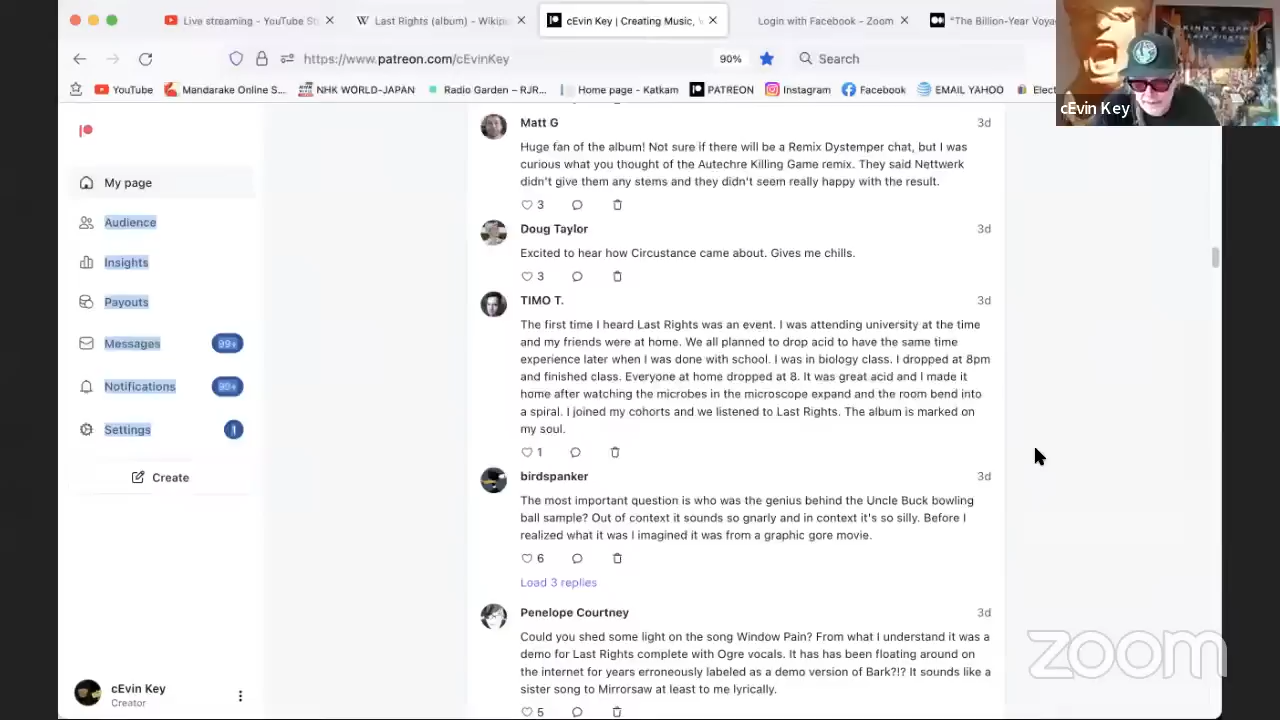 Live streaming - YouTube St
Last Rights (album) - Wikipe
cEvin Key | Creating Music, V
Login with Facebook - Zoom
"The Billion-Year Voya
https://www.patreon.com/cEvinKey
90%
Search
YouTube
Mandarake Online S...
NHK WORLD-JAPAN
Radio Garden – RJR...
Home page - Katkam
PATREON
Instagram
Facebook
EMAIL YAHOO
Elect
cEvin Key
My page
Audience
Insights
Payouts
Messages 99+
Notifications 99+
Settings 1
Create
cEvin Key
Creator
Matt G 3d
Huge fan of the album! Not sure if there will be a Remix Dystemper chat, but I was
curious what you thought of the Autechre Killing Game remix. They said Nettwerk
didn't give them any stems and they didn't seem really happy with the result.
3
Doug Taylor 3d
Excited to hear how Circustance came about. Gives me chills.
3
TIMO T. 3d
The first time I heard Last Rights was an event. I was attending university at the time
and my friends were at home. We all planned to drop acid to have the same time
experience later when I was done with school. I was in biology class. I dropped at 8pm
and finished class. Everyone at home dropped at 8. It was great acid and I made it
home after watching the microbes in the microscope expand and the room bend into
a spiral. I joined my cohorts and we listened to Last Rights. The album is marked on
my soul.
1
birdspanker 3d
The most important question is who was the genius behind the Uncle Buck bowling
ball sample? Out of context it sounds so gnarly and in context it's so silly. Before I
realized what it was I imagined it was from a graphic gore movie.
6
Load 3 replies
Penelope Courtney 3d
Could you shed some light on the song Window Pain? From what I understand it was a
demo for Last Rights complete with Ogre vocals. It has has been floating around on
the internet for years erroneously labeled as a demo version of Bark?!? It sounds like a
sister song to Mirrorsaw at least to me lyrically.
5
zoom